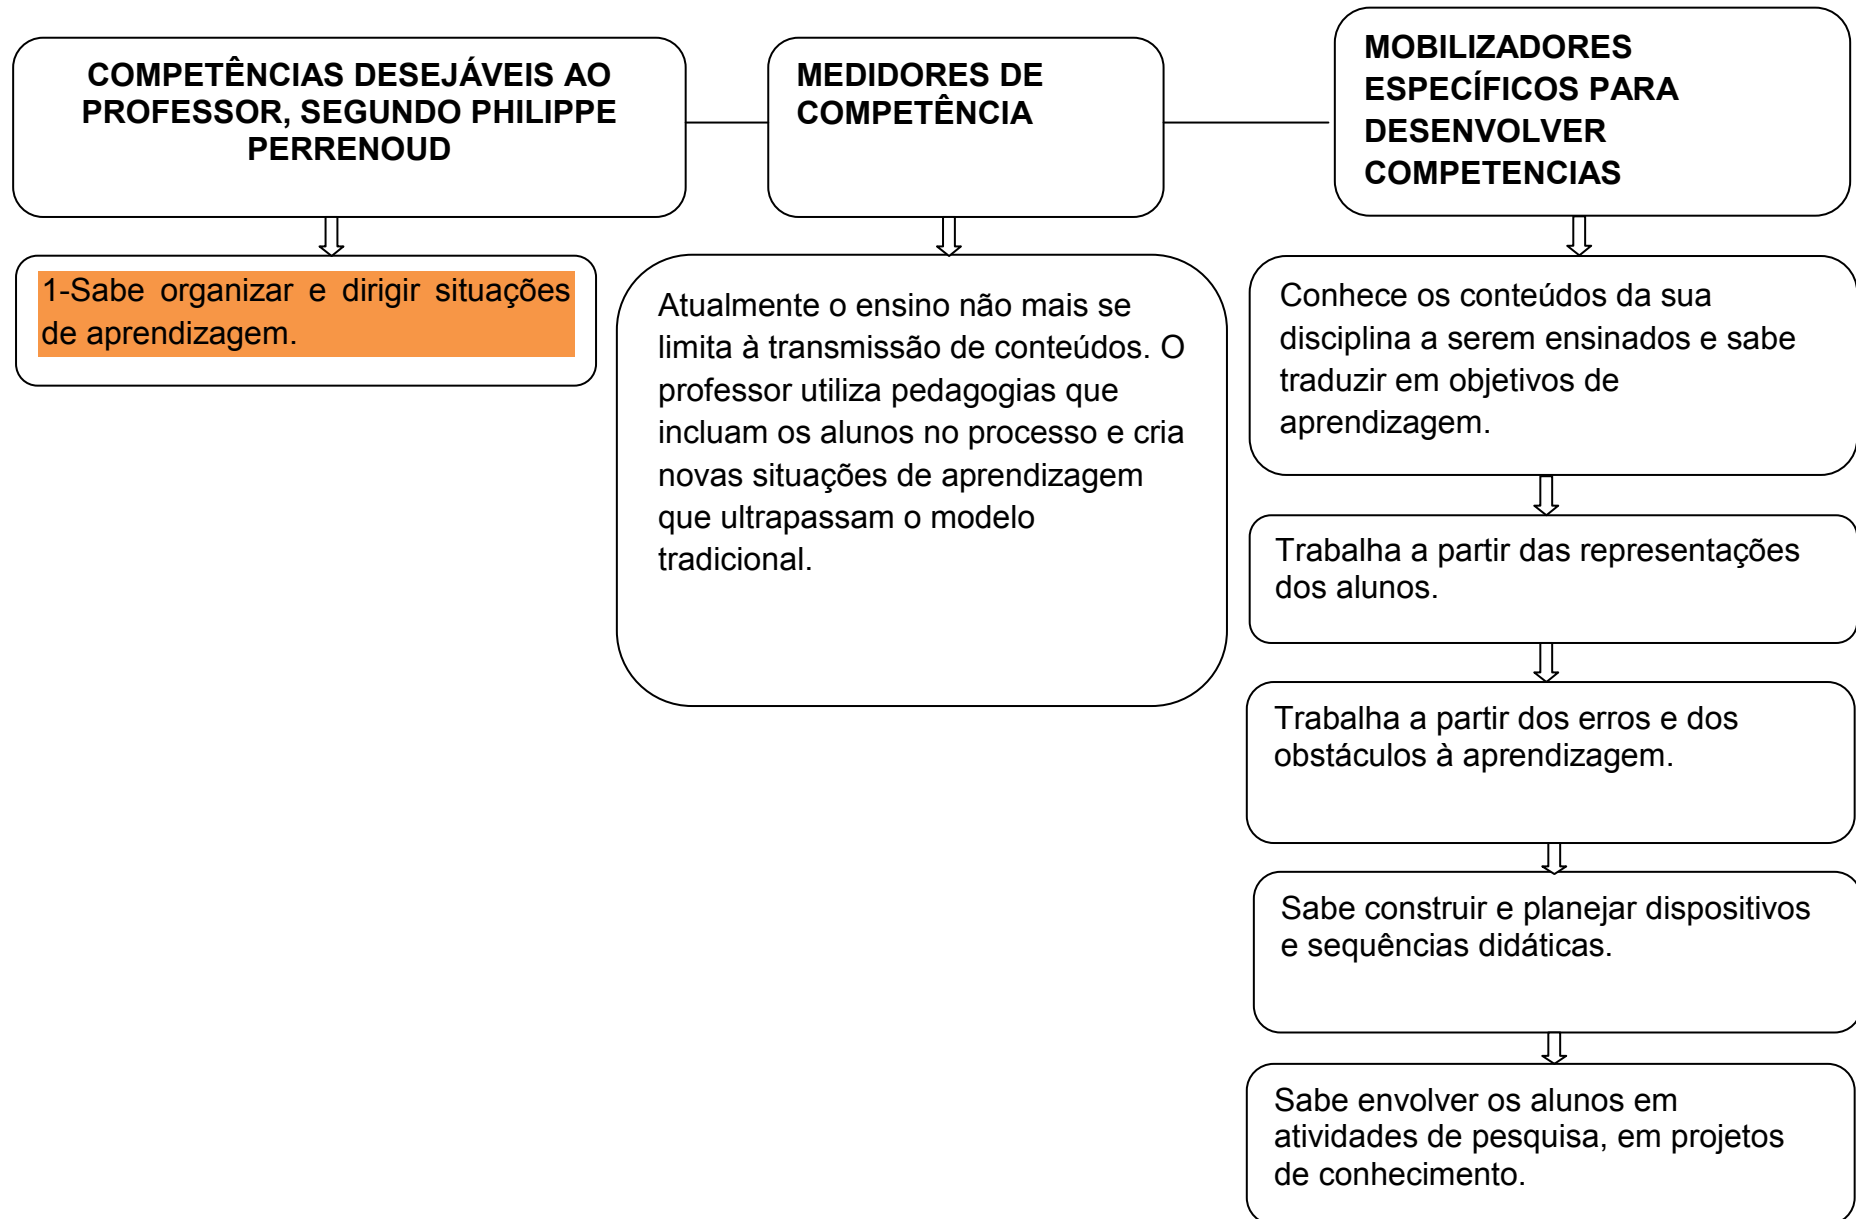 COMPETÊNCIAS DESEJÁVEIS AO
PROFESSOR, SEGUNDO PHILIPPE
PERRENOUD
MEDIDORES DE
COMPETÊNCIA
MOBILIZADORES
ESPECÍFICOS PARA
DESENVOLVER
COMPETENCIAS
1-Sabe organizar e dirigir situações
de aprendizagem.
Atualmente o ensino não mais se
limita à transmissão de conteúdos. O
professor utiliza pedagogias que
incluam os alunos no processo e cria
novas situações de aprendizagem
que ultrapassam o modelo
tradicional.
Conhece os conteúdos da sua
disciplina a serem ensinados e sabe
traduzir em objetivos de
aprendizagem.
Trabalha a partir das representações
dos alunos.
Trabalha a partir dos erros e dos
obstáculos à aprendizagem.
Sabe construir e planejar dispositivos
e sequências didáticas.
Sabe envolver os alunos em
atividades de pesquisa, em projetos
de conhecimento.